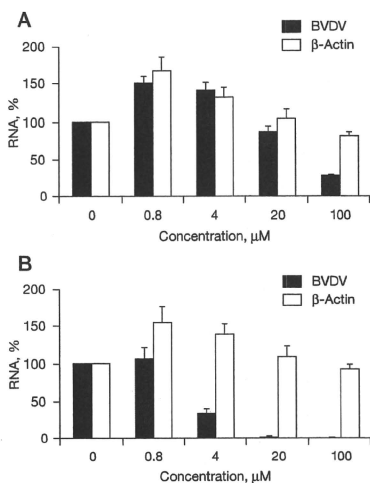 A
BVDV
β-Actin
200
150
100
50
0
RNA, %
0 0.8 4 20 100
Concentration, μM
B
BVDV
β-Actin
200
150
100
50
0
RNA, %
0 0.8 4 20 100
Concentration, μM